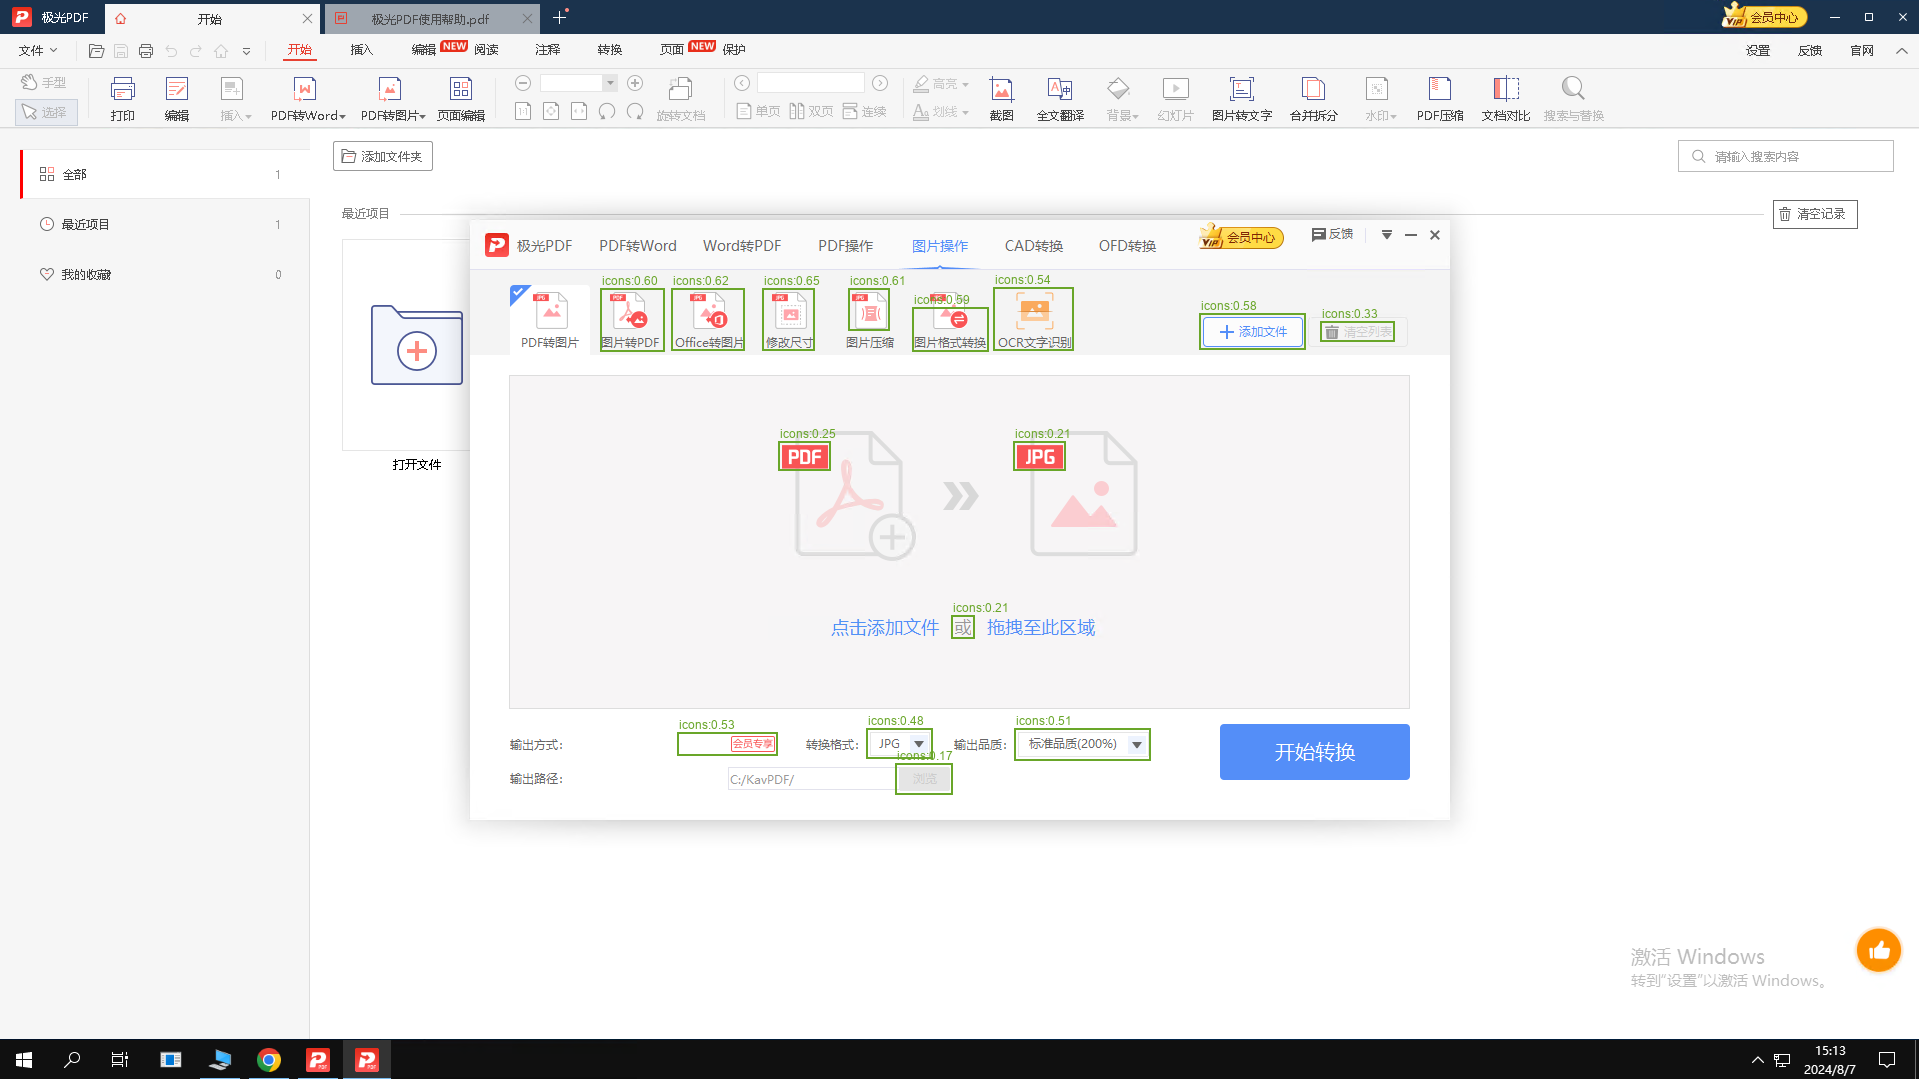 极光PDF
开始
极光PDF使用帮助.pdf
VIP 会员中心
文件
开始
插入
编辑 NEW
阅读
注释
转换
页面 NEW
保护
设置
反馈
官网
手型
选择
打印
编辑
插入
PDF转Word
PDF转图片
页面编辑
1:1
旋转文档
单页
双页
连续
高亮
划线
截图
全文翻译
背景
幻灯片
图片转文字
合并拆分
水印
PDF压缩
文档对比
搜索与替换
全部 1
最近项目 1
我的收藏 0
添加文件夹
请输入搜索内容
最近项目
清空记录
打开文件
极光PDF
PDF转Word
Word转PDF
PDF操作
图片操作
CAD转换
OFD转换
VIP 会员中心
反馈
icons:0.60
icons:0.62
icons:0.65
icons:0.61
icons:0.59
icons:0.54
icons:0.58
icons:0.33
PDF转图片
图片转PDF
Office转图片
修改尺寸
图片压缩
图片格式转换
OCR文字识别
添加文件
清空列表
icons:0.25
PDF
icons:0.21
JPG
icons:0.21
点击添加文件 或 拖拽至此区域
icons:0.53
icons:0.48
icons:0.51
输出方式:
会员专享
转换格式:
JPG
输出品质:
标准品质(200%)
icons:0.17
输出路径:
C:/KavPDF/
浏览
开始转换
激活 Windows
转到“设置”以激活 Windows。
15:13
2024/8/7